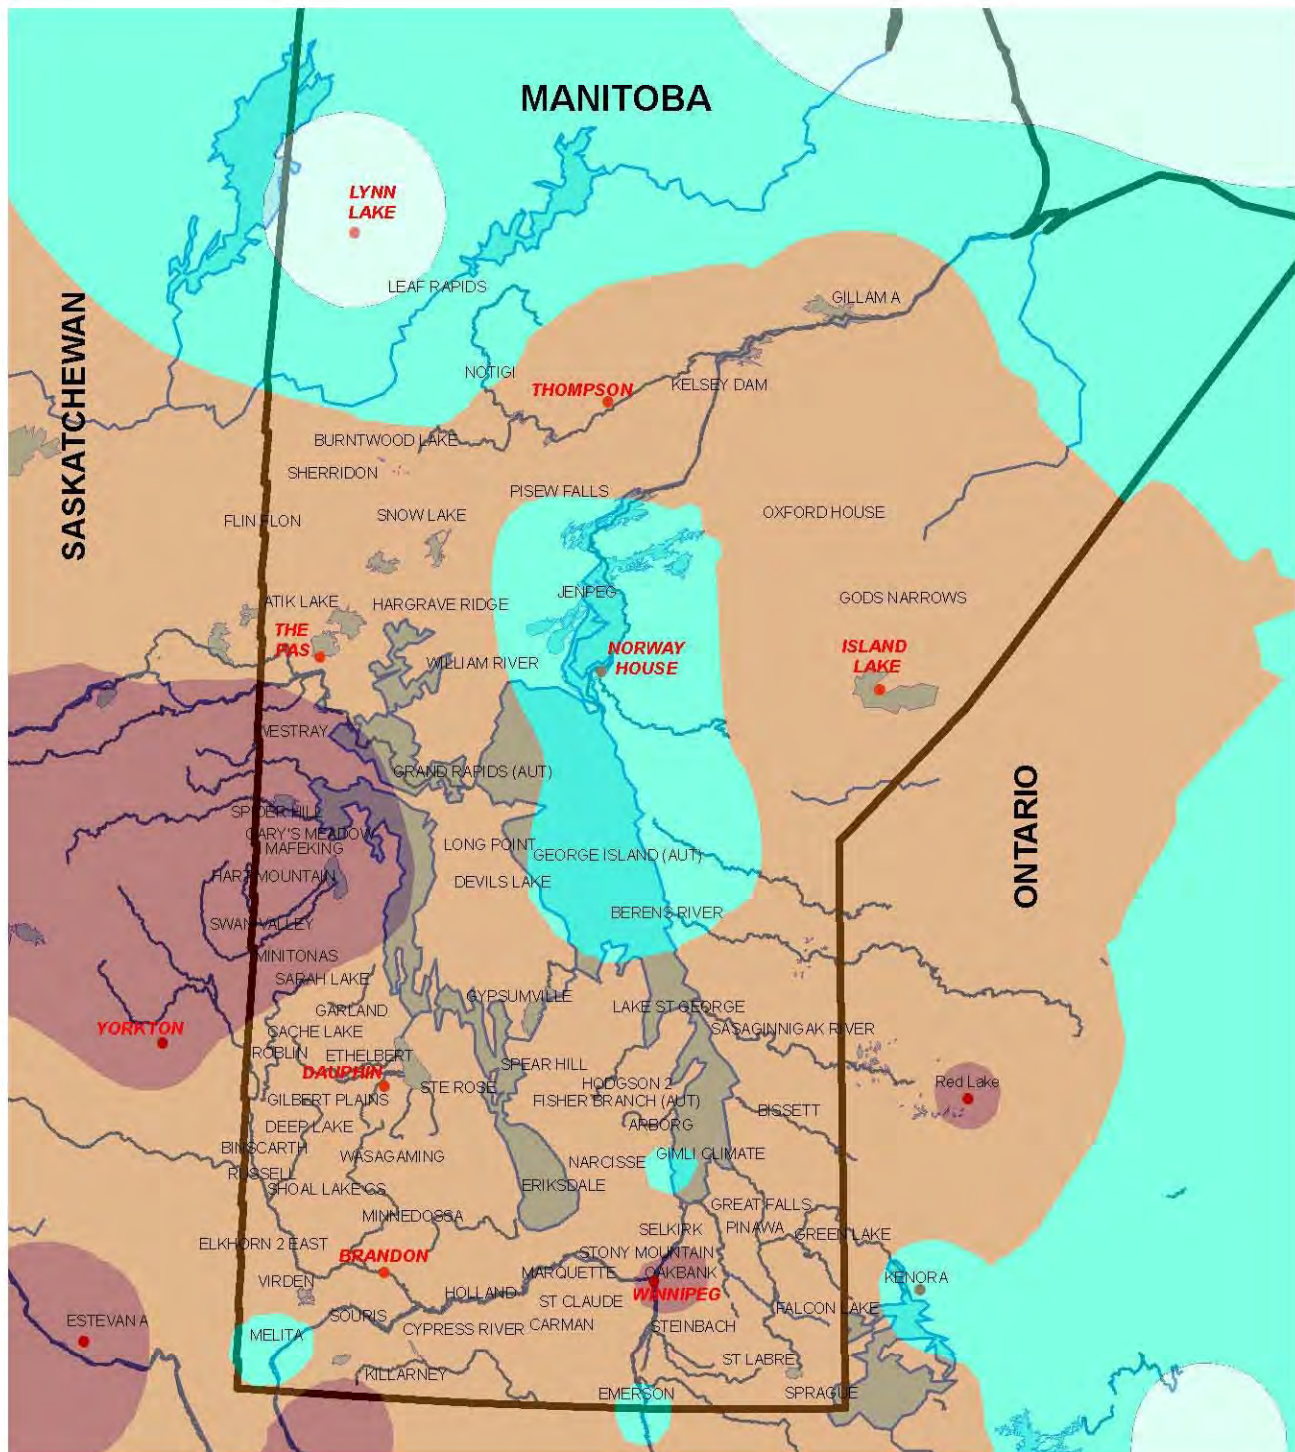 MANITOBA
LYNN
LAKE
LEAF RAPIDS
SASKATCHEWAN
GILLAM A
NOTIGI
THOMPSON
KELSEY DAM
BURNTWOOD LAKE
SHERRIDON
PISEW FALLS
FLIN FLON
SNOW LAKE
OXFORD HOUSE
JENPEG
ATIK LAKE
HARGRAVE RIDGE
GODS NARROWS
THE
PAS
WILLIAM RIVER
NORWAY
HOUSE
ISLAND
LAKE
WESTRAY
GRAND RAPIDS (AUT)
ONTARIO
SPIDER HILL
GARY'S MEADOW
MAFEKING
LONG POINT
GEORGE ISLAND (AUT)
HART MOUNTAIN
DEVILS LAKE
SWAN VALLEY
BERENS RIVER
MINITONAS
SARAH LAKE
GYPSUMVILLE
GARLAND
LAKE ST GEORGE
YORKTON
CACHE LAKE
SASAGINNIGAK RIVER
ROBLIN
ETHELBERT
DAUPHIN
SPEAR HILL
STE ROSE
HODGSON 2
Red Lake
GILBERT PLAINS
FISHER BRANCH (AUT)
BISSETT
DEEP LAKE
ARBORG
BINSCARTH
WASAGAMING
NARCISSE
GIMLI CLIMATE
RUSSELL
SHOAL LAKE CS
ERIKSDALE
MINNEDOSSA
GREAT FALLS
SELKIRK
PINAWA
GREEN LAKE
ELKHORN 2 EAST
BRANDON
STONY MOUNTAIN
VIRDEN
MARQUETTE
OAKBANK
KENORA
HOLLAND
WINNIPEG
ST CLAUDE
FALCON LAKE
ESTEVAN A
SOURIS
MELITA
CYPRESS RIVER
CARMAN
STEINBACH
ST LABRE
KILLARNEY
EMERSON
SPRAGUE